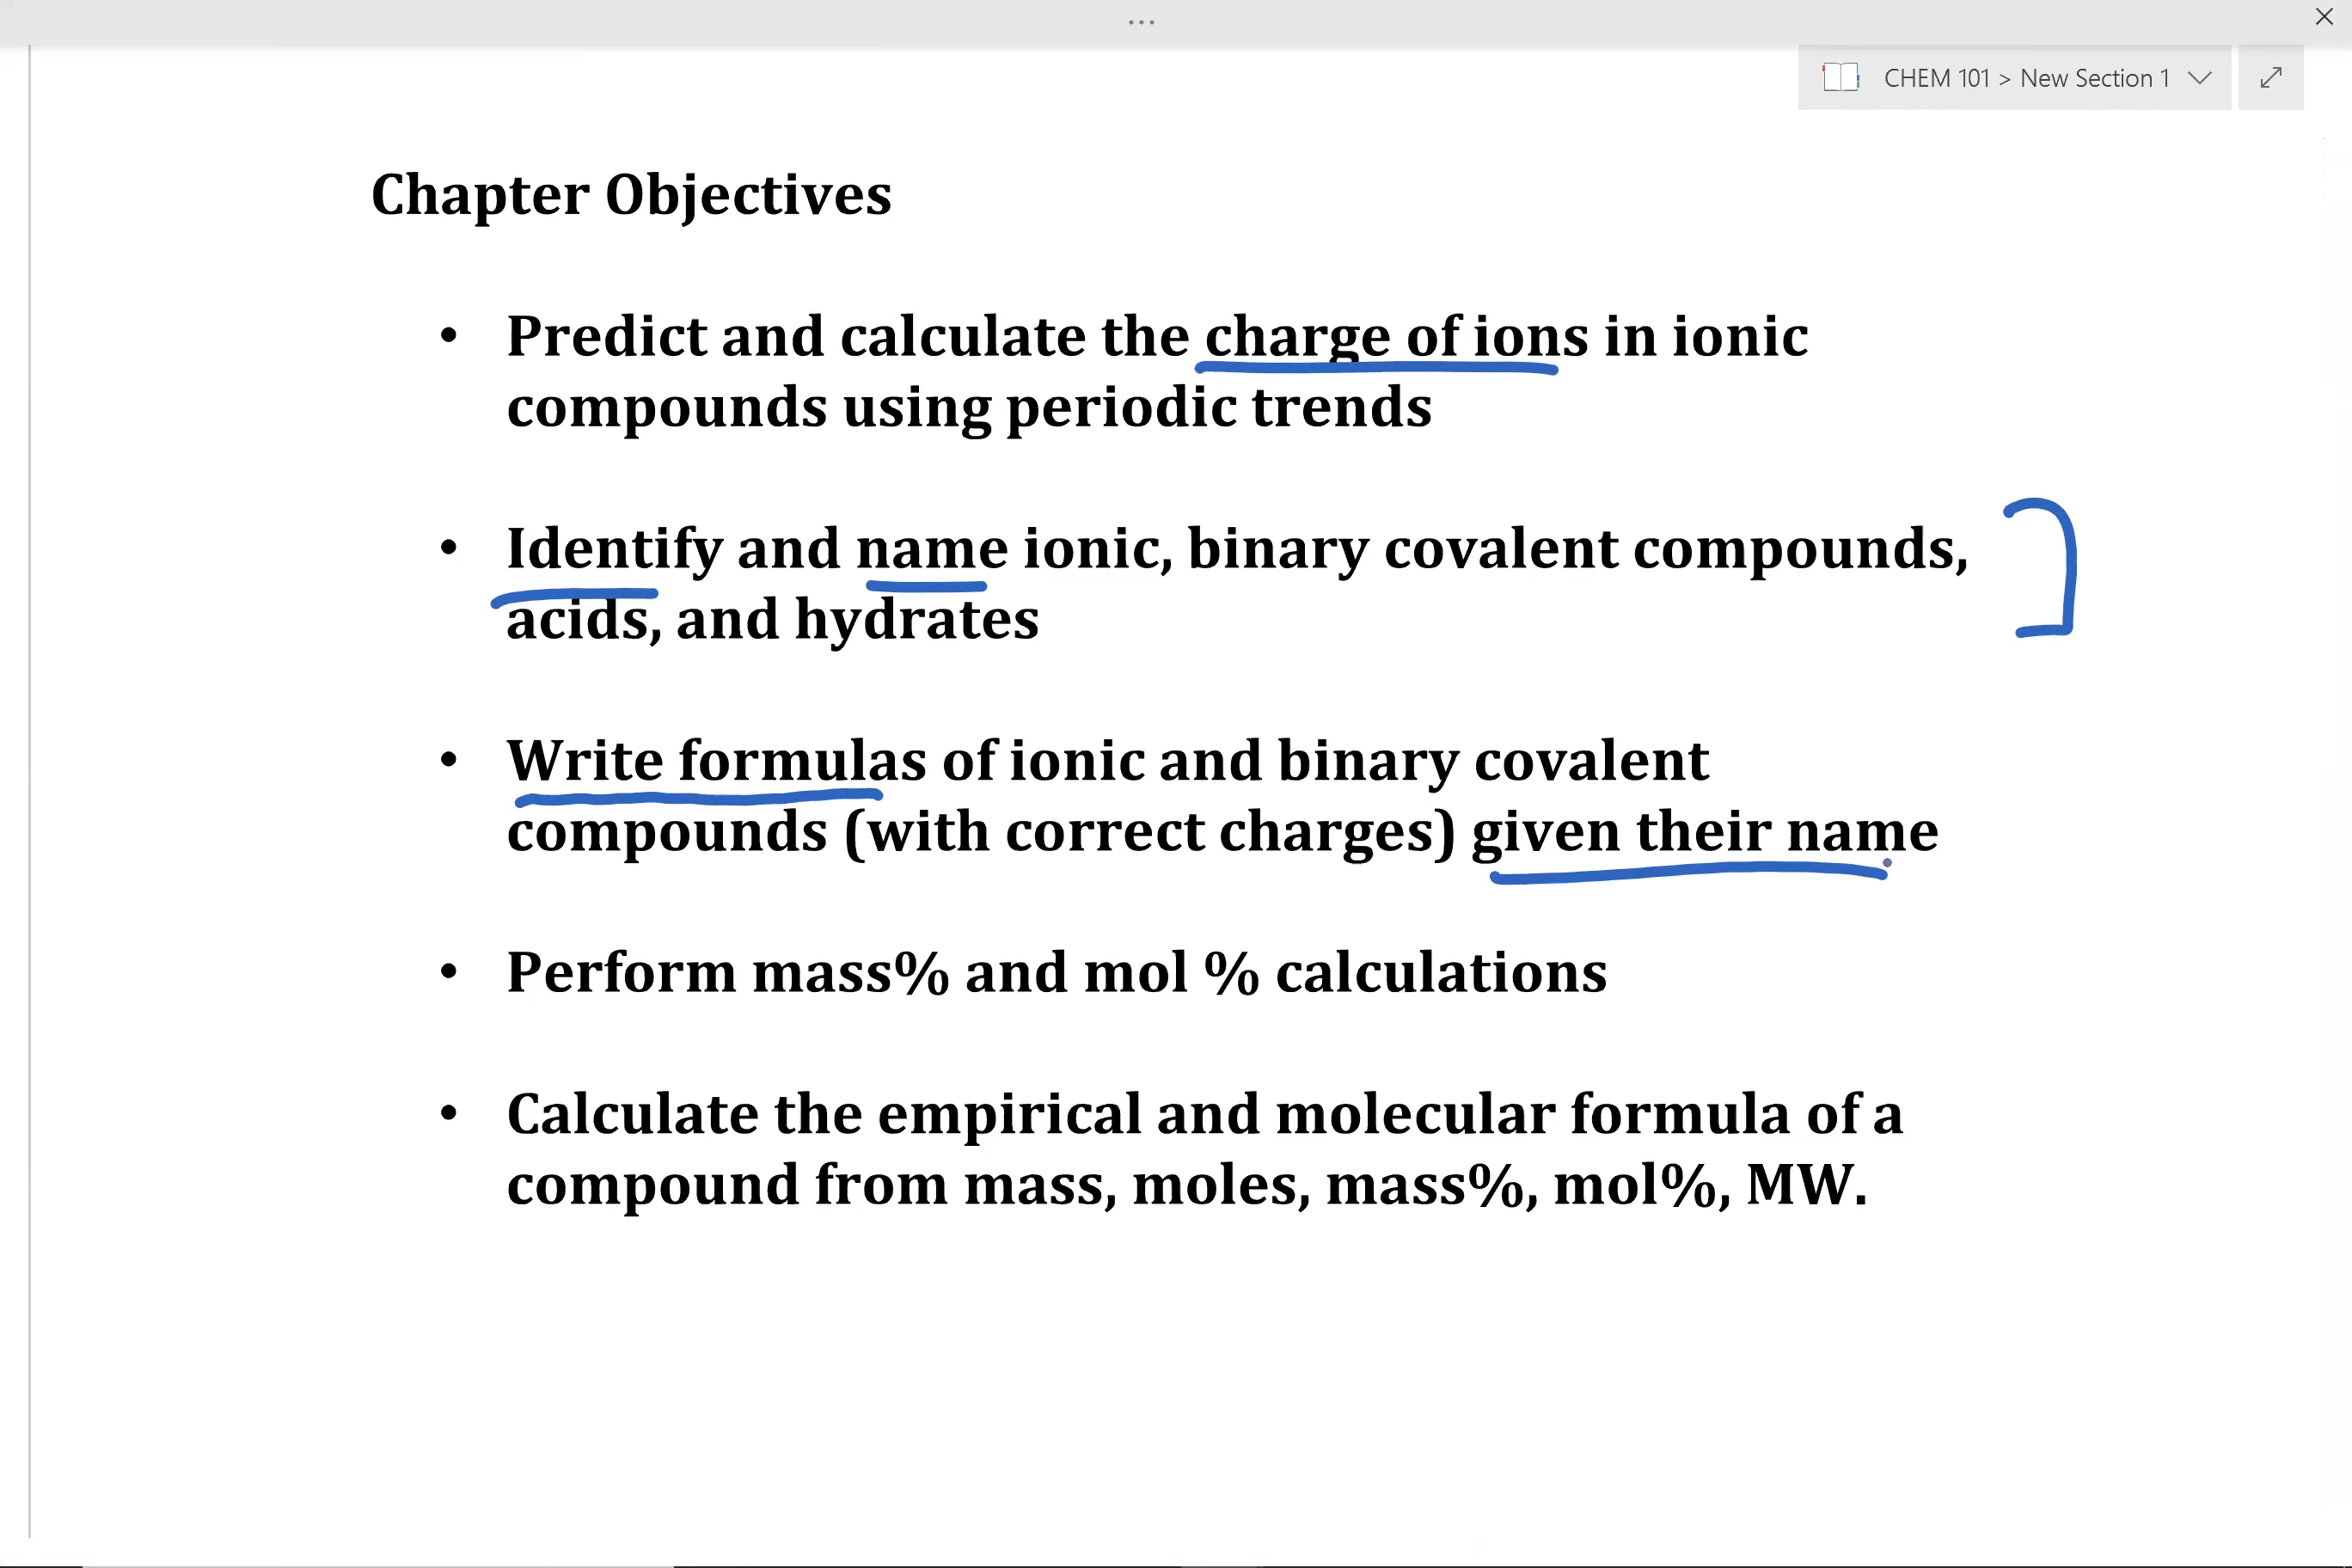 CHEM 101 > New Section 1
Chapter Objectives
• Predict and calculate the charge of ions in ionic
compounds using periodic trends
• Identify and name ionic, binary covalent compounds,
acids, and hydrates
• Write formulas of ionic and binary covalent
compounds (with correct charges) given their name
• Perform mass% and mol % calculations
• Calculate the empirical and molecular formula of a
compound from mass, moles, mass%, mol%, MW.